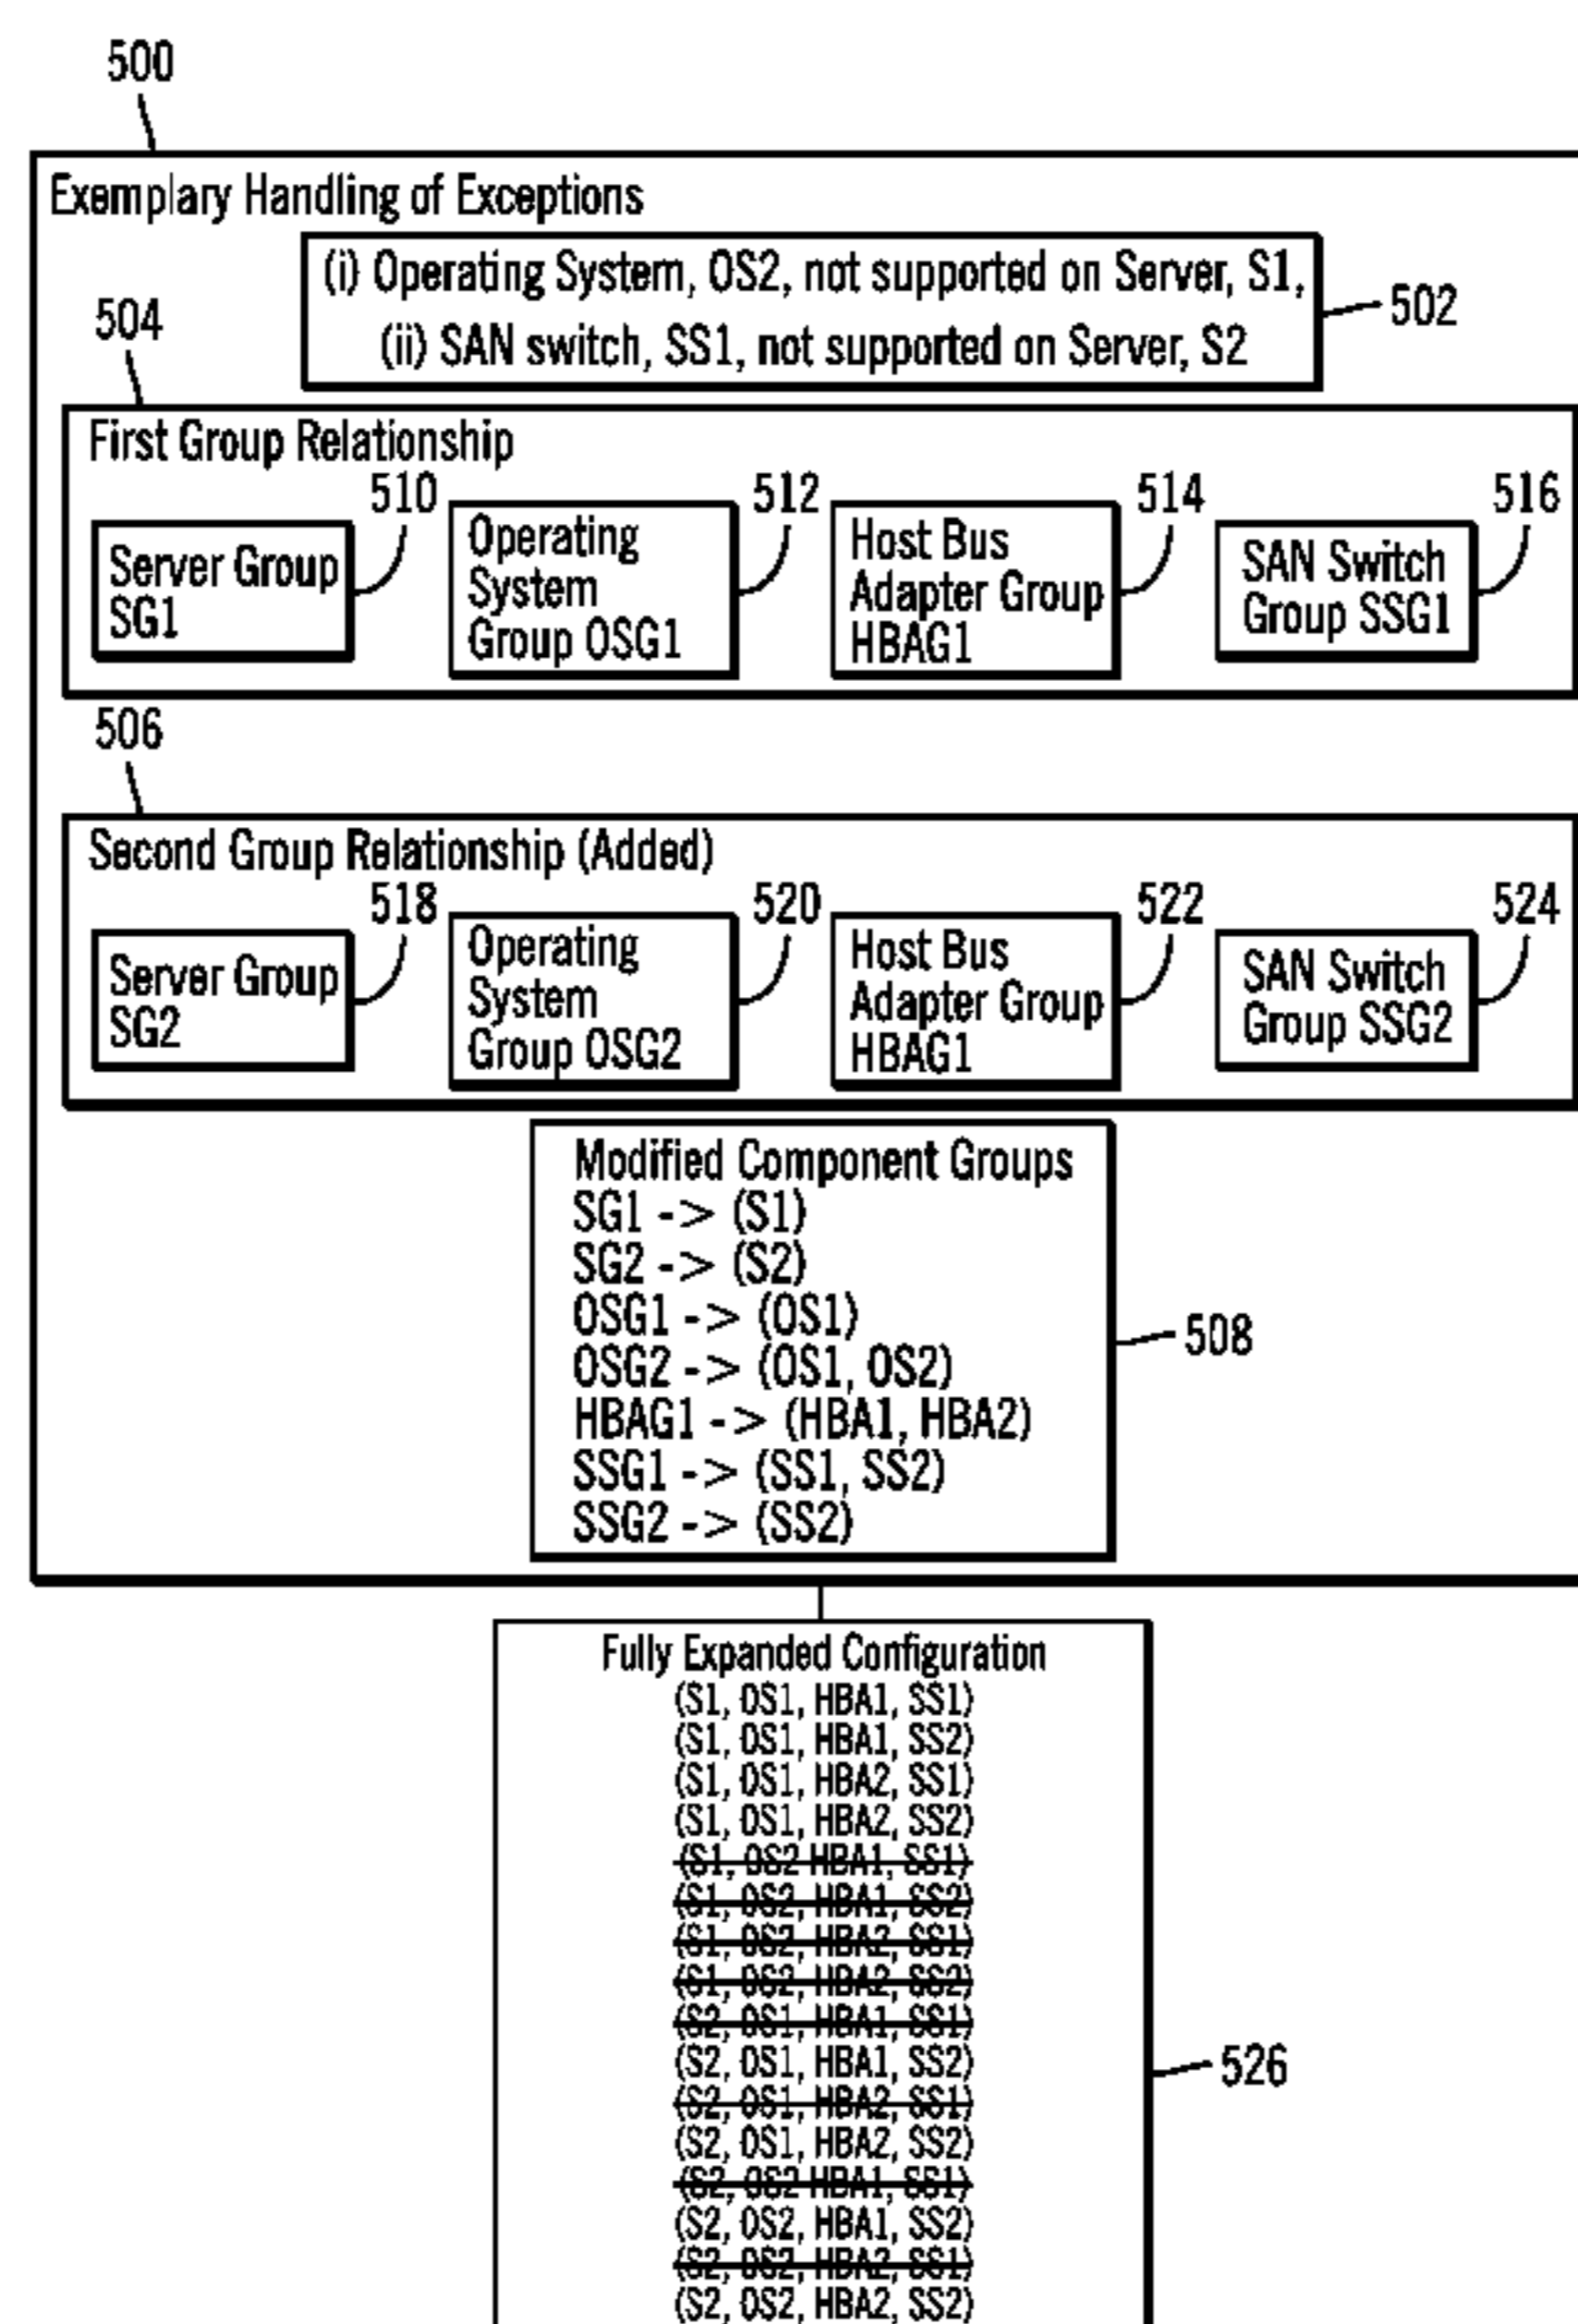 500
Exemplary Handling of Exceptions
(i) Operating System, OS2, not supported on Server, S1,
(ii) SAN switch, SS1, not supported on Server, S2
502
504
First Group Relationship
510
512
514
516
Server Group
SG1
Operating
System
Group OSG1
Host Bus
Adapter Group
HBAG1
SAN Switch
Group SSG1
506
Second Group Relationship (Added)
518
520
522
524
Server Group
SG2
Operating
System
Group OSG2
Host Bus
Adapter Group
HBAG1
SAN Switch
Group SSG2
Modified Component Groups
SG1 -> (S1)
SG2 -> (S2)
OSG1 -> (OS1)
OSG2 -> (OS1, OS2)
HBAG1 -> (HBA1, HBA2)
SSG1 -> (SS1, SS2)
SSG2 -> (SS2)
508
Fully Expanded Configuration
(S1, OS1, HBA1, SS1)
(S1, OS1, HBA1, SS2)
(S1, OS1, HBA2, SS1)
(S1, OS1, HBA2, SS2)
(S1, OS2 HBA1, SS1)
(S1, OS2, HBA1, SS2)
(S1, OS2, HBA2, SS1)
(S1, OS2, HBA2, SS2)
(S2, OS1, HBA1, SS1)
(S2, OS1, HBA1, SS2)
(S2, OS1, HBA2, SS1)
(S2, OS1, HBA2, SS2)
(S2, OS2 HBA1, SS1)
(S2, OS2, HBA1, SS2)
(S2, OS2, HBA2, SS1)
(S2, OS2, HBA2, SS2)
526